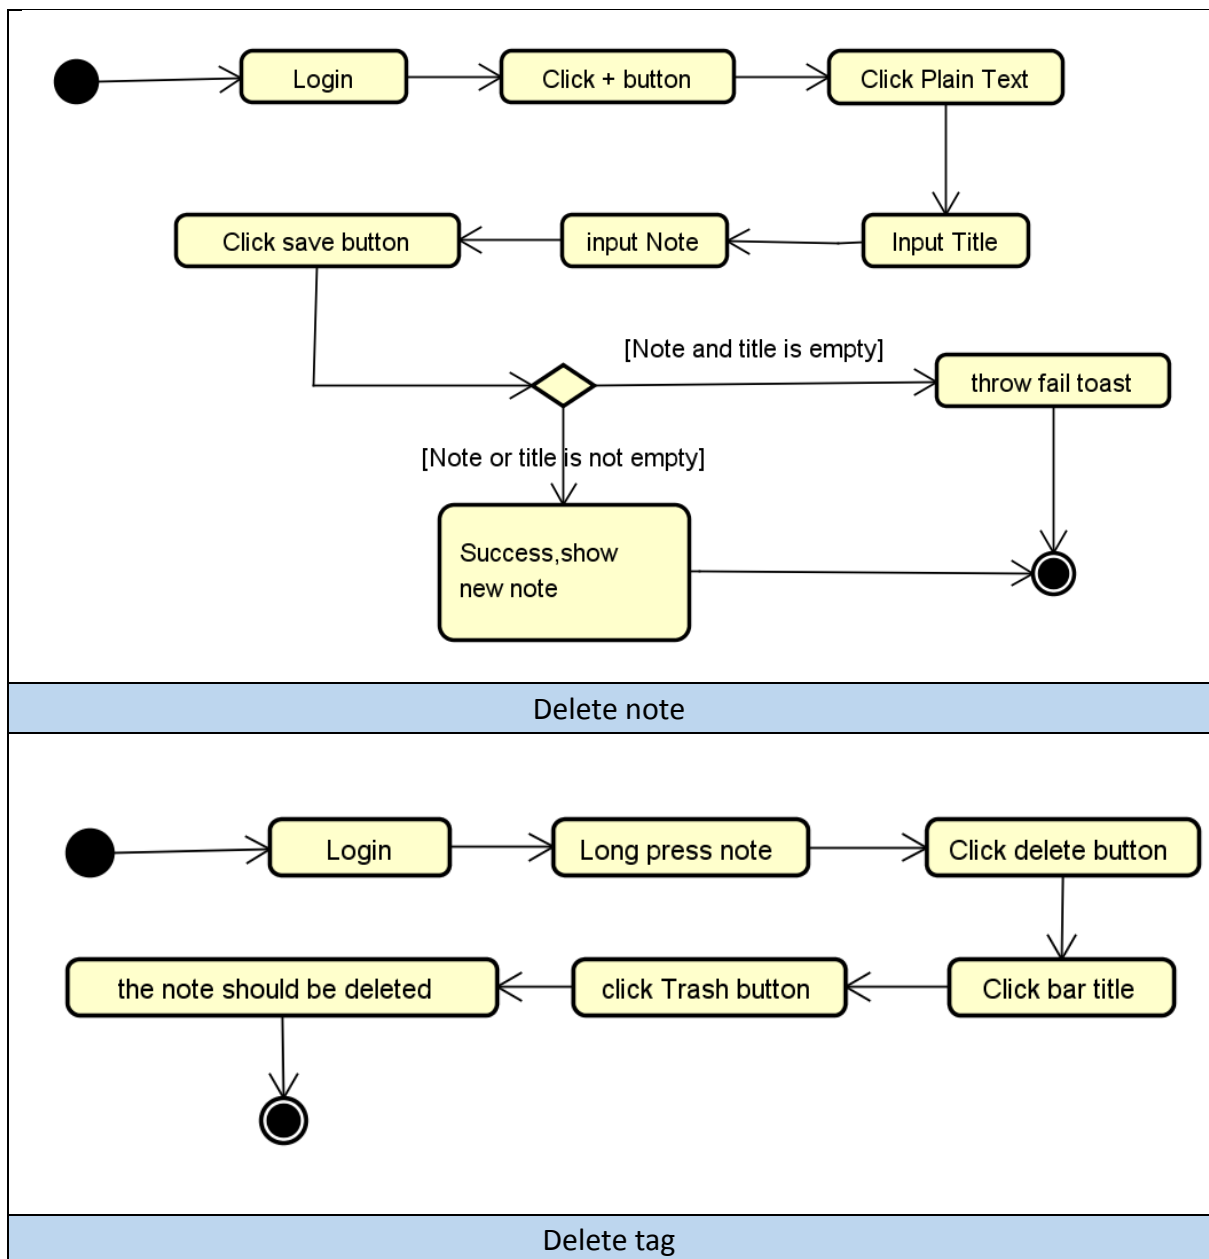 Login
Click + button
Click Plain Text
Click save button
input Note
Input Title
[Note and title is empty]
throw fail toast
[Note or title is not empty]
Success,show
new note
Delete note
Login
Long press note
Click delete button
the note should be deleted
click Trash button
Click bar title
Delete tag